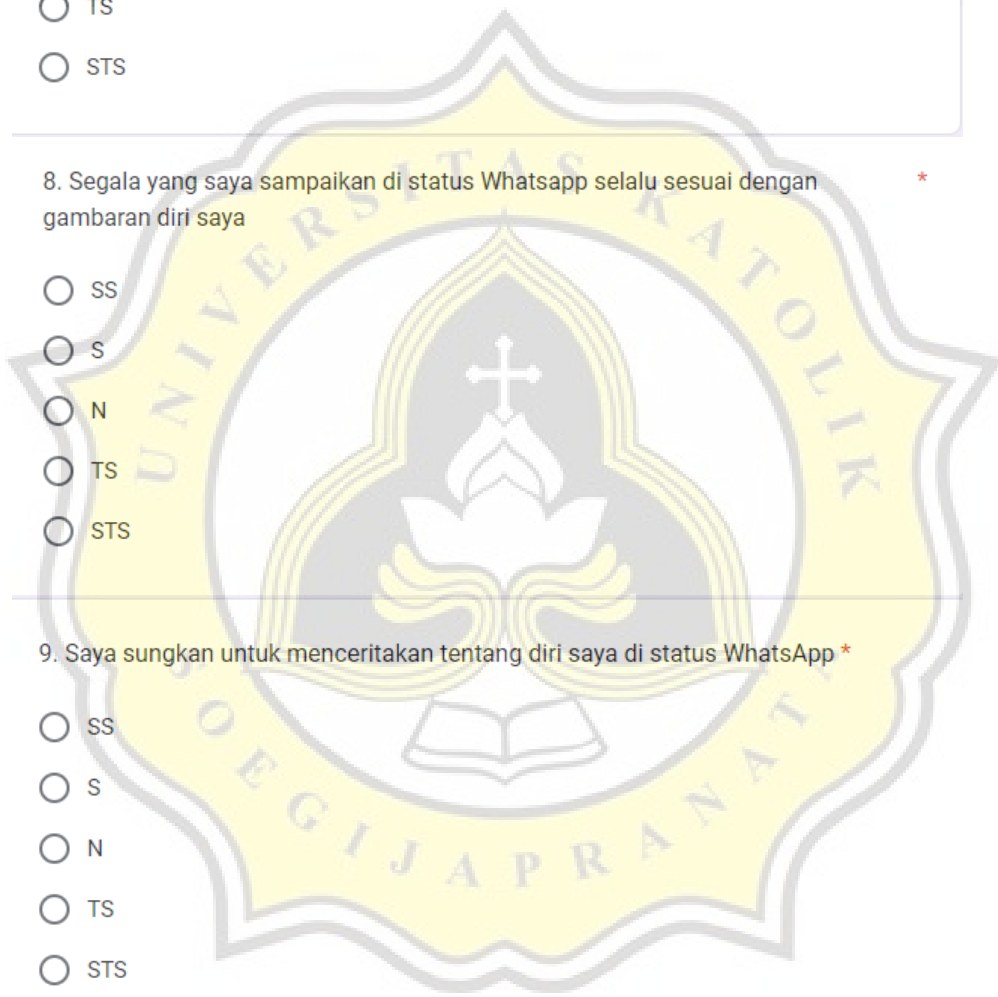 TS
STS
8. Segala yang saya sampaikan di status Whatsapp selalu sesuai dengan *
gambaran diri saya
SS
S
N
TS
STS
9. Saya sungkan untuk menceritakan tentang diri saya di status WhatsApp *
SS
S
N
TS
STS
UNIVERSITAS KATOLIK
SOEGIJAPRANATA